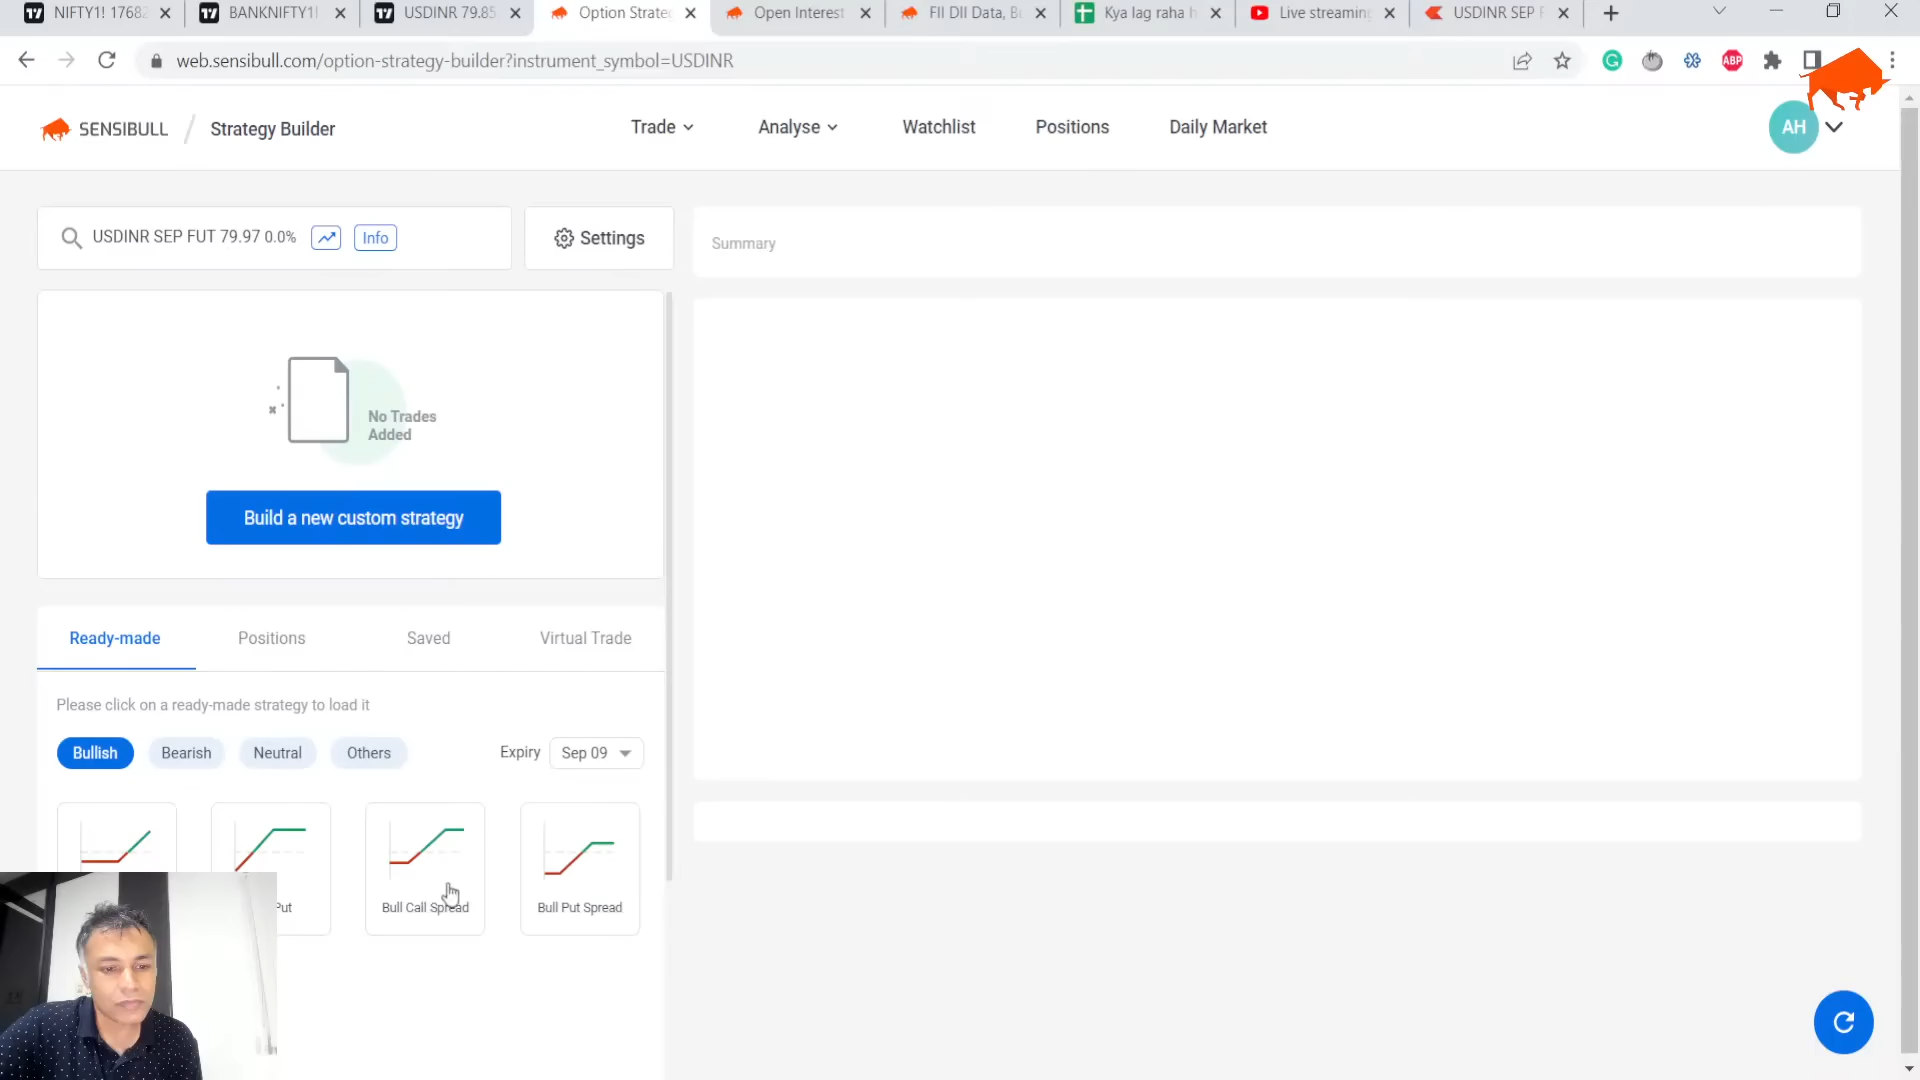 NIFTY1! 1768
BANKNIFTY1!
USDINR 79.85
Option Strate
Open Interest
FII DII Data, B
Kya lag raha h
Live streaming
USDINR SEP F
web.sensibull.com/option-strategy-builder?instrument_symbol=USDINR
ABP
SENSIBULL / Strategy Builder
Trade
Analyse
Watchlist
Positions
Daily Market
AH
USDINR SEP FUT 79.97 0.0%
Info
Settings
Summary
No Trades
Added
Build a new custom strategy
Ready-made
Positions
Saved
Virtual Trade
Please click on a ready-made strategy to load it
Bullish
Bearish
Neutral
Others
Expiry
Sep 09
Put
Bull Call Spread
Bull Put Spread